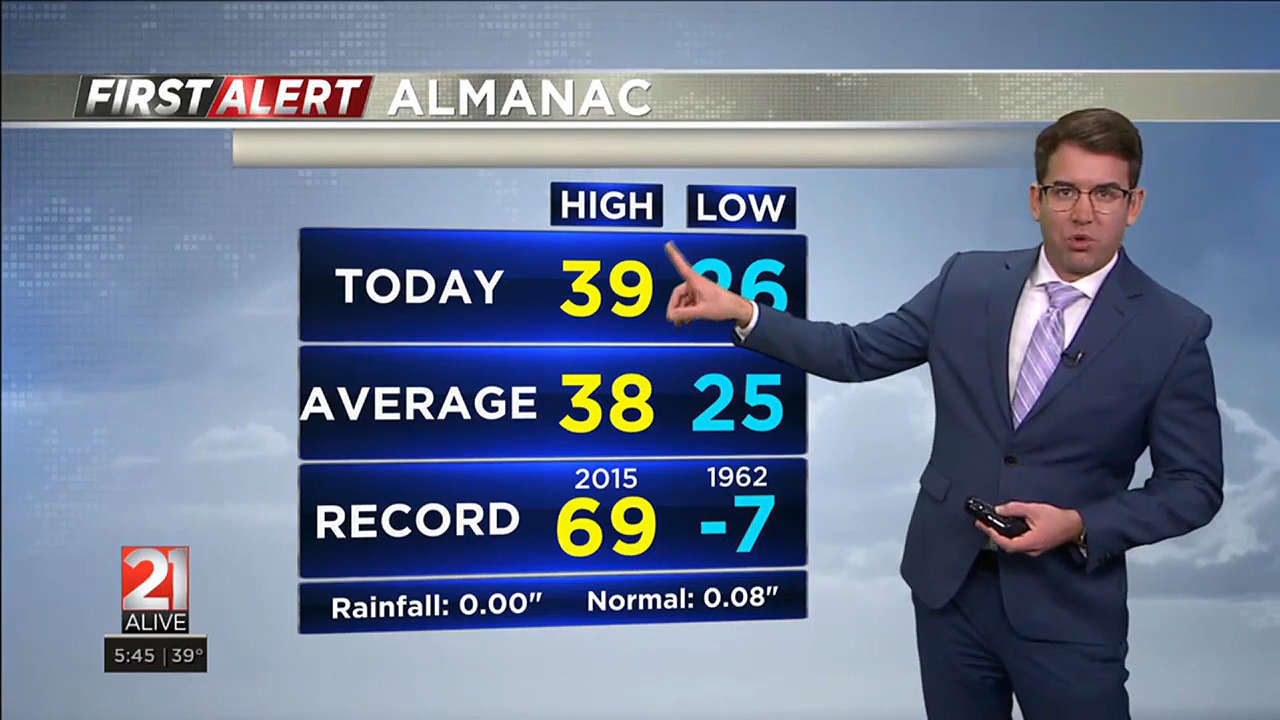 FIRST ALERT ALMANAC
HIGH LOW
TODAY 39 26
AVERAGE 38 25
2015 1962
RECORD 69 -7
Rainfall: 0.00" Normal: 0.08"
21
ALIVE
5:45 | 39°